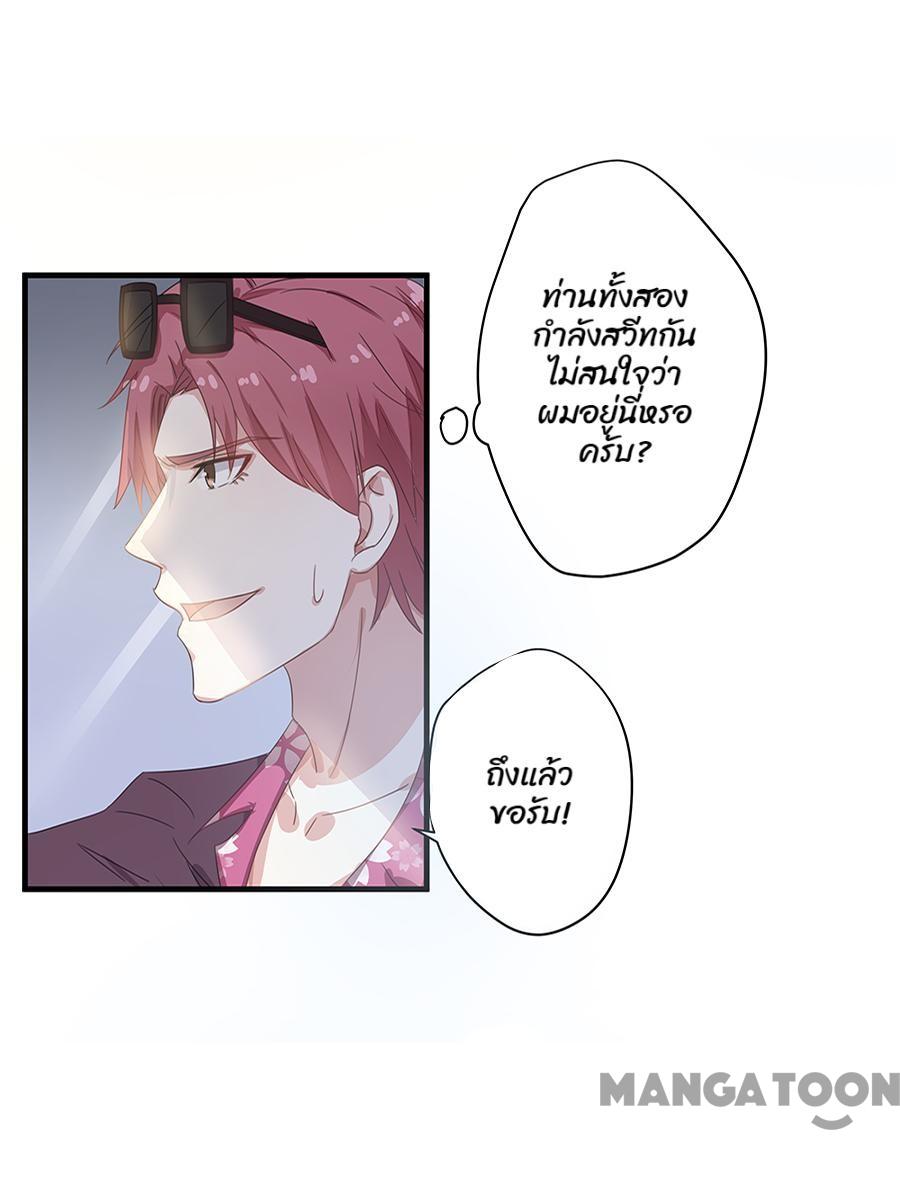 ท่านทั้งสอง
กำลังสวีทกัน
ไม่สนใจว่า
ผมอยู่นี่หรอ
ครับ?
ถึงแล้ว
ขอรับ!
MANGATOON